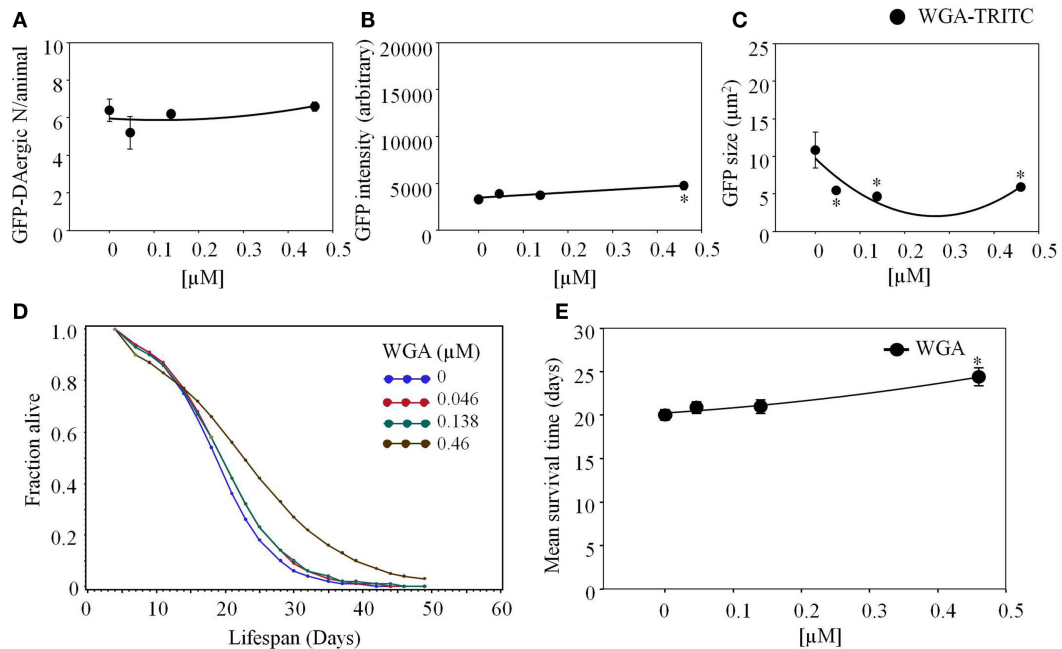 A
GFP-DAergic N/animal
10
8
6
4
2
0
0 0.1 0.2 0.3 0.4 0.5
[µM]
B
GFP intensity (arbitrary)
20000
15000
10000
5000
0
*
0 0.1 0.2 0.3 0.4 0.5
[µM]
WGA-TRITC
C
GFP size (µm²)
25
20
15
10
5
0
* * *
0 0.1 0.2 0.3 0.4 0.5
[µM]
D
Fraction alive
1.0
0.8
0.6
0.4
0.2
0
WGA (µM)
0
0.046
0.138
0.46
0 10 20 30 40 50 60
Lifespan (Days)
E
Mean survival time (days)
30
25
20
15
10
5
0
WGA
*
0 0.1 0.2 0.3 0.4 0.5
[µM]